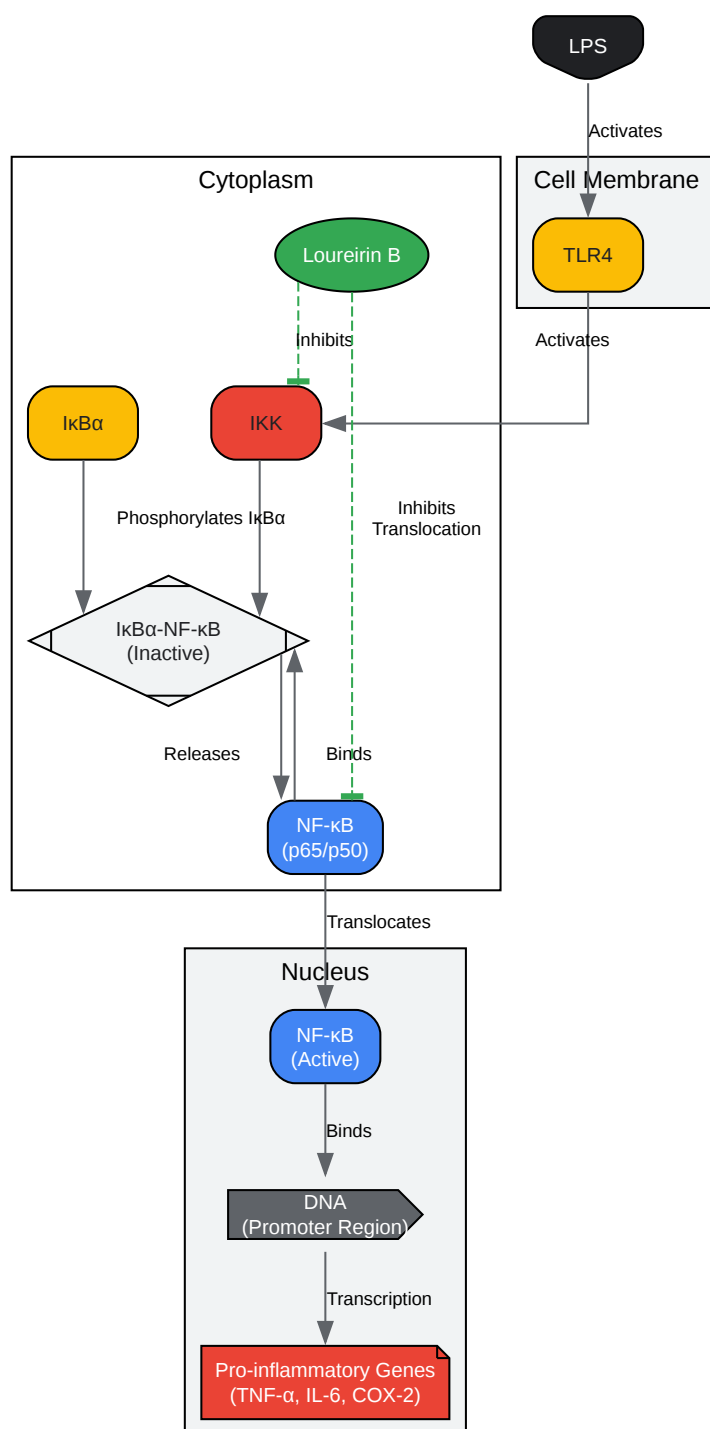 LPS
Activates
Cytoplasm
Cell Membrane
Loureirin B
TLR4
Inhibits
Activates
IκBα
IKK
Phosphorylates IκBα
Inhibits
Translocation
IκBα-NF-κB
(Inactive)
Releases
Binds
NF-κB
(p65/p50)
Translocates
Nucleus
NF-κB
(Active)
Binds
DNA
(Promoter Region)
Transcription
Pro-inflammatory Genes
(TNF-α, IL-6, COX-2)